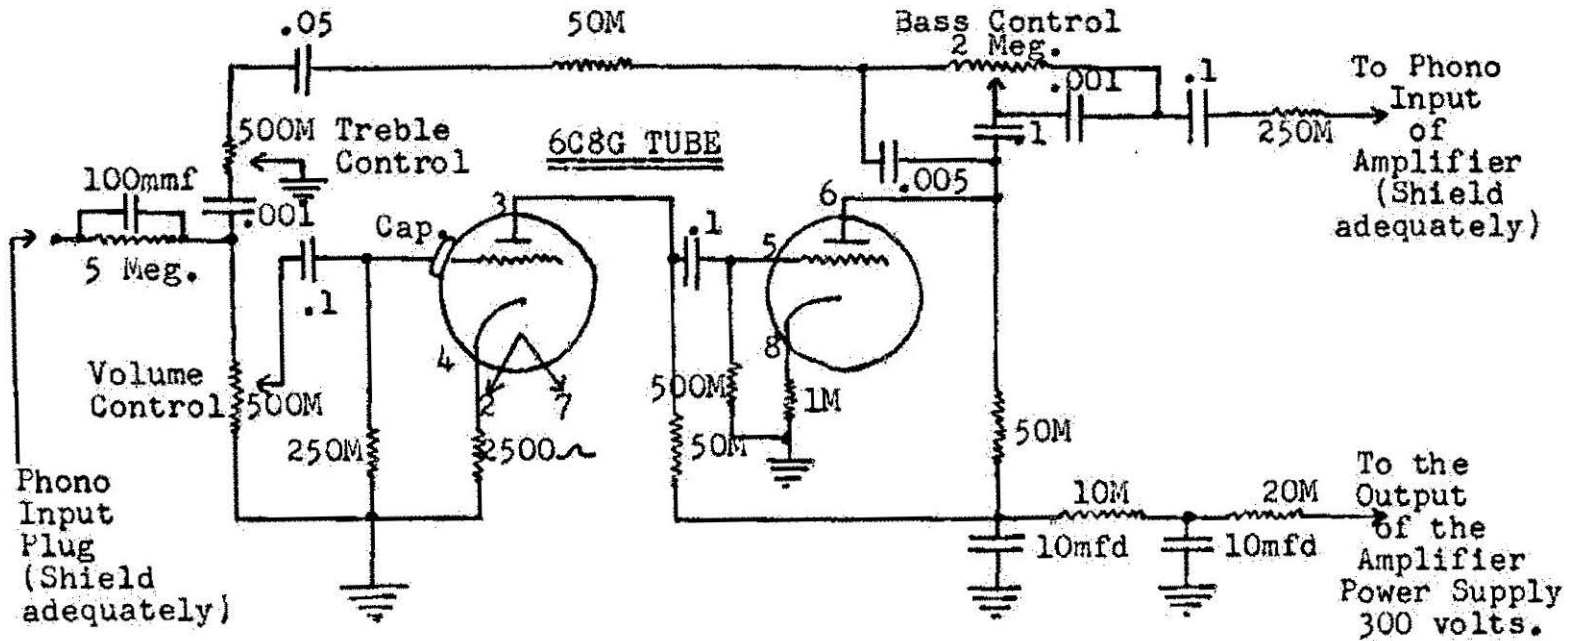 .05
50M
Bass Control
2 Meg.
.001
.1
To Phono
Input
of
Amplifier
(Shield
adequately)
250M
500M Treble
Control
6C8G TUBE
.1
.005
100mmf
.001
5 Meg.
Cap.
3
.1
5
6
.1
4
8
2
7
Volume
Control
500M
250M
2500~
500M
50M
1M
50M
Phono
Input
Plug
(Shield
adequately)
10M
20M
10mfd
10mfd
To the
Output
of the
Amplifier
Power Supply
300 volts.